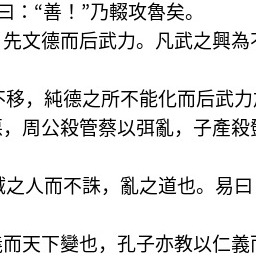 曰：“善！”乃輟攻魯矣。
先文德而后武力。凡武之興為不
不移，純德之所不能化而后武力
，周公殺管蔡以弭亂，子產殺
之人而不誅，亂之道也。易曰
而天下變也，孔子亦教以仁義